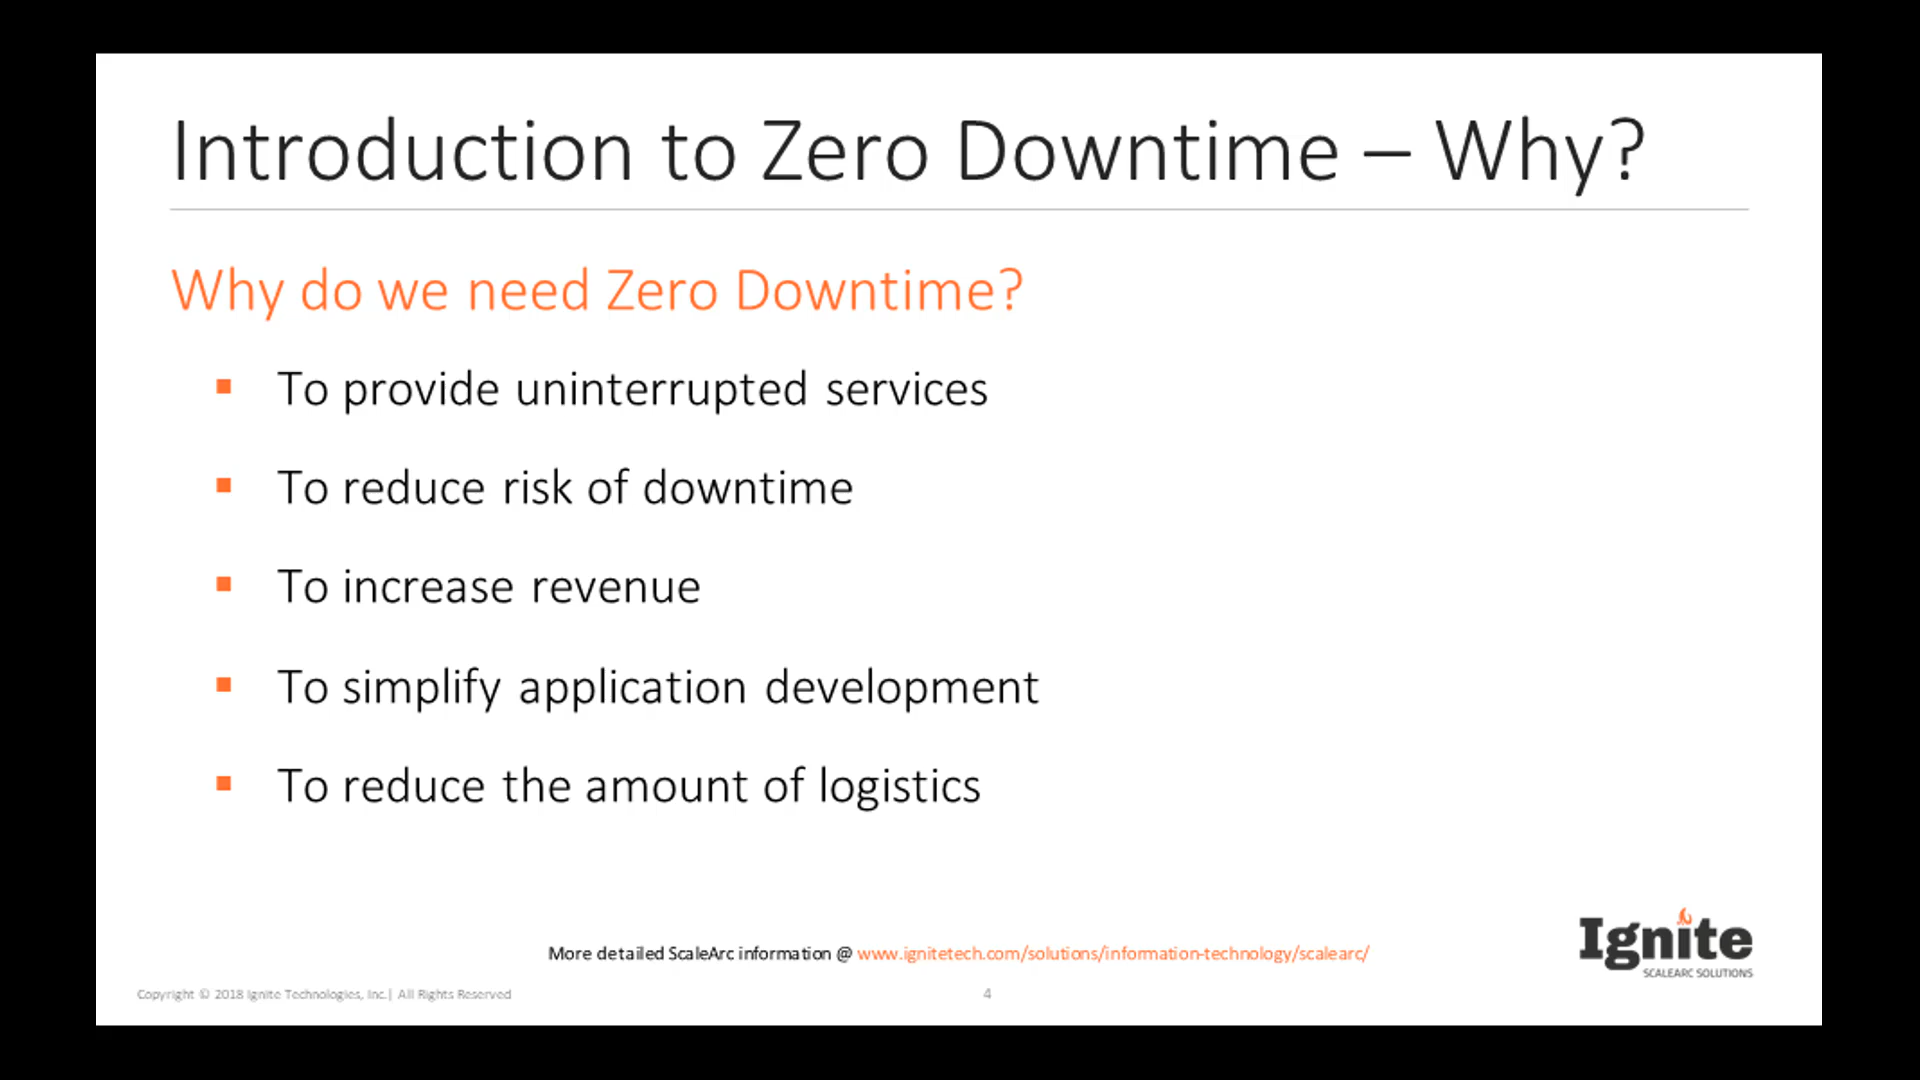 Introduction to Zero Downtime – Why?
Why do we need Zero Downtime?
▪ To provide uninterrupted services
▪ To reduce risk of downtime
▪ To increase revenue
▪ To simplify application development
▪ To reduce the amount of logistics
More detailed ScaleArc information @ www.ignitetech.com/solutions/information-technology/scalearc/
Ignite
SCALEARC SOLUTIONS
Copyright © 2018 Ignite Technologies, Inc.| All Rights Reserved
4